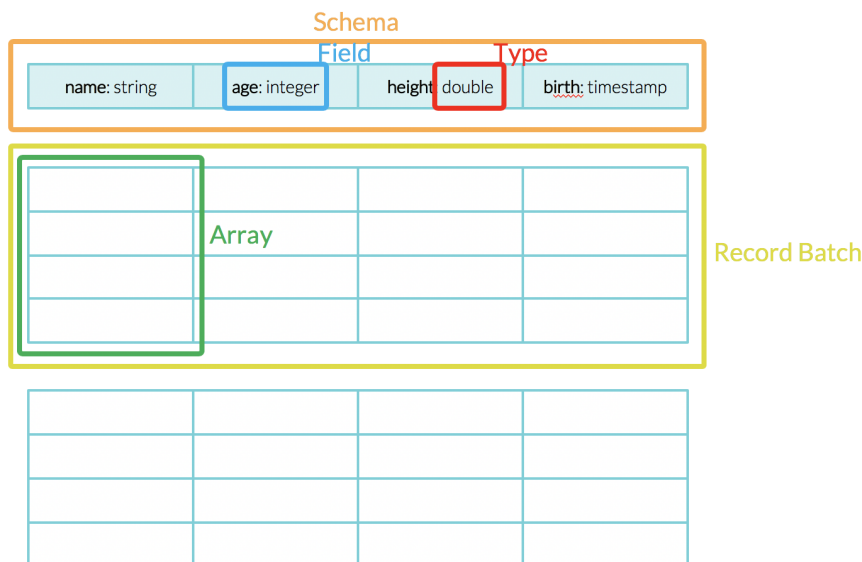 Schema
Field
Type
name: string
age: integer
height double
birth: timestamp
Array
Record Batch